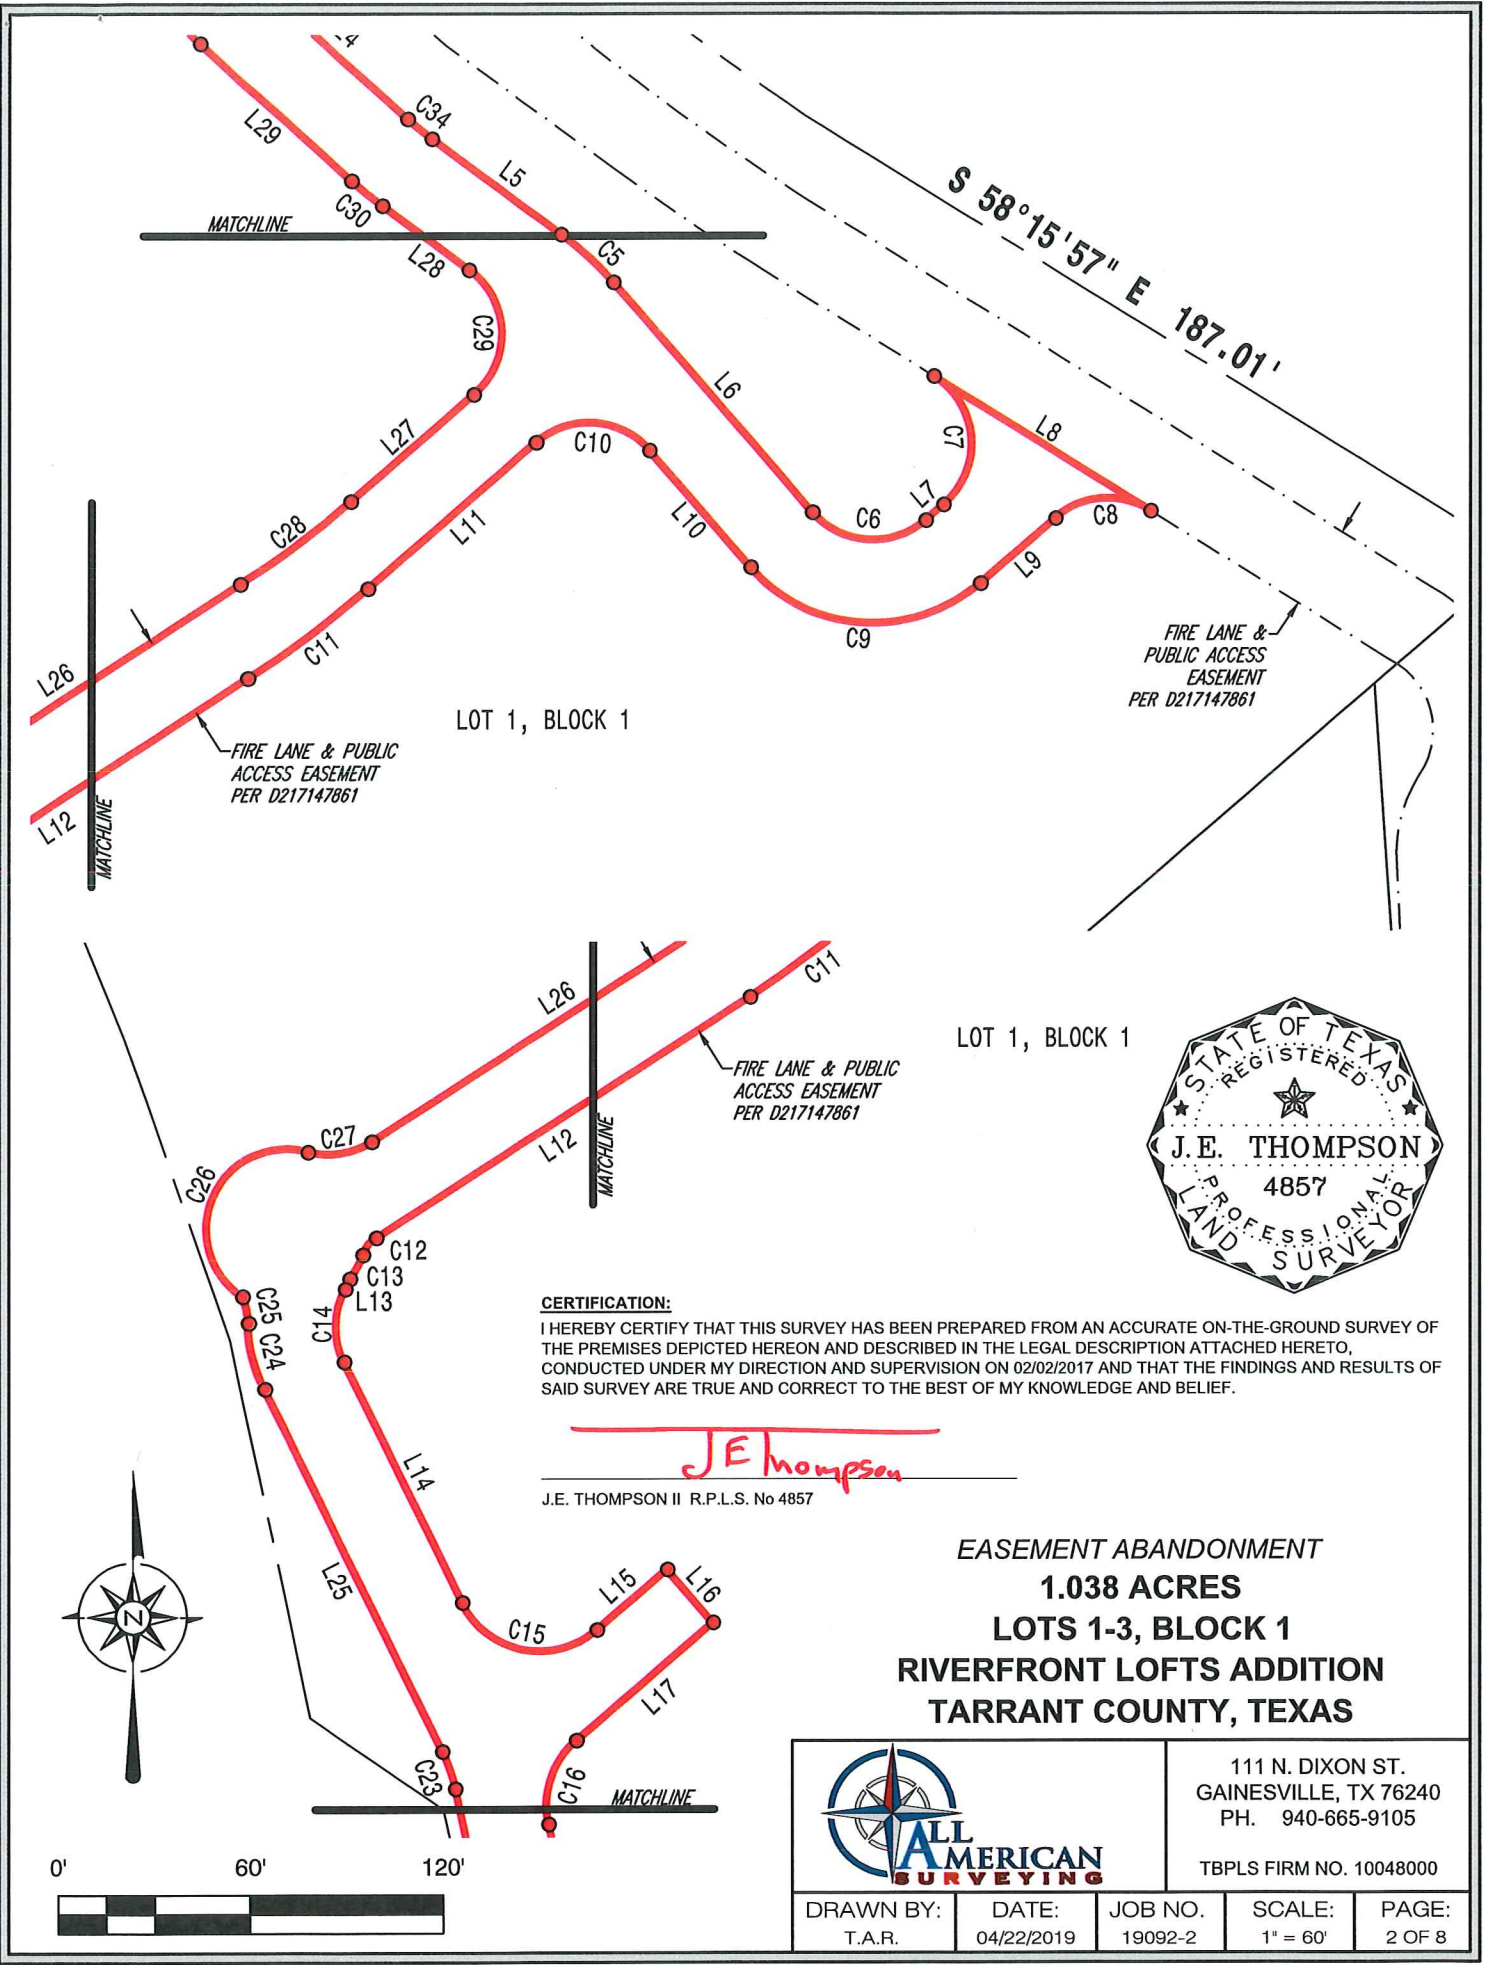 C34
L29
L5
C30
MATCHLINE
L28
C5
S 58°15'57" E 187.01'
C29
L6
L8
L27
C10
C7
L7
C6
C8
L10
L11
L9
C28
C9
C11
L26
FIRE LANE &
PUBLIC ACCESS
EASEMENT
PER D217147861
LOT 1, BLOCK 1
FIRE LANE & PUBLIC
ACCESS EASEMENT
PER D217147861
L12
MATCHLINE
C11
L26
LOT 1, BLOCK 1
FIRE LANE & PUBLIC
ACCESS EASEMENT
PER D217147861
L12
MATCHLINE
C27
C26
C12
C13
L13
C25
C14
C24
STATE OF TEXAS
REGISTERED
J.E. THOMPSON
4857
PROFESSIONAL
LAND SURVEYOR
CERTIFICATION:
I HEREBY CERTIFY THAT THIS SURVEY HAS BEEN PREPARED FROM AN ACCURATE ON-THE-GROUND SURVEY OF
THE PREMISES DEPICTED HEREON AND DESCRIBED IN THE LEGAL DESCRIPTION ATTACHED HERETO,
CONDUCTED UNDER MY DIRECTION AND SUPERVISION ON 02/02/2017 AND THAT THE FINDINGS AND RESULTS OF
SAID SURVEY ARE TRUE AND CORRECT TO THE BEST OF MY KNOWLEDGE AND BELIEF.
J E Thompson
J.E. THOMPSON II R.P.L.S. No 4857
L14
L25
L15
L16
C15
L17
C23
C16
MATCHLINE
N
0' 60' 120'
EASEMENT ABANDONMENT
1.038 ACRES
LOTS 1-3, BLOCK 1
RIVERFRONT LOFTS ADDITION
TARRANT COUNTY, TEXAS
ALL
AMERICAN
SURVEYING
111 N. DIXON ST.
GAINESVILLE, TX 76240
PH. 940-665-9105
TBPLS FIRM NO. 10048000
DRAWN BY:
T.A.R.
DATE:
04/22/2019
JOB NO.
19092-2
SCALE:
1" = 60'
PAGE:
2 OF 8